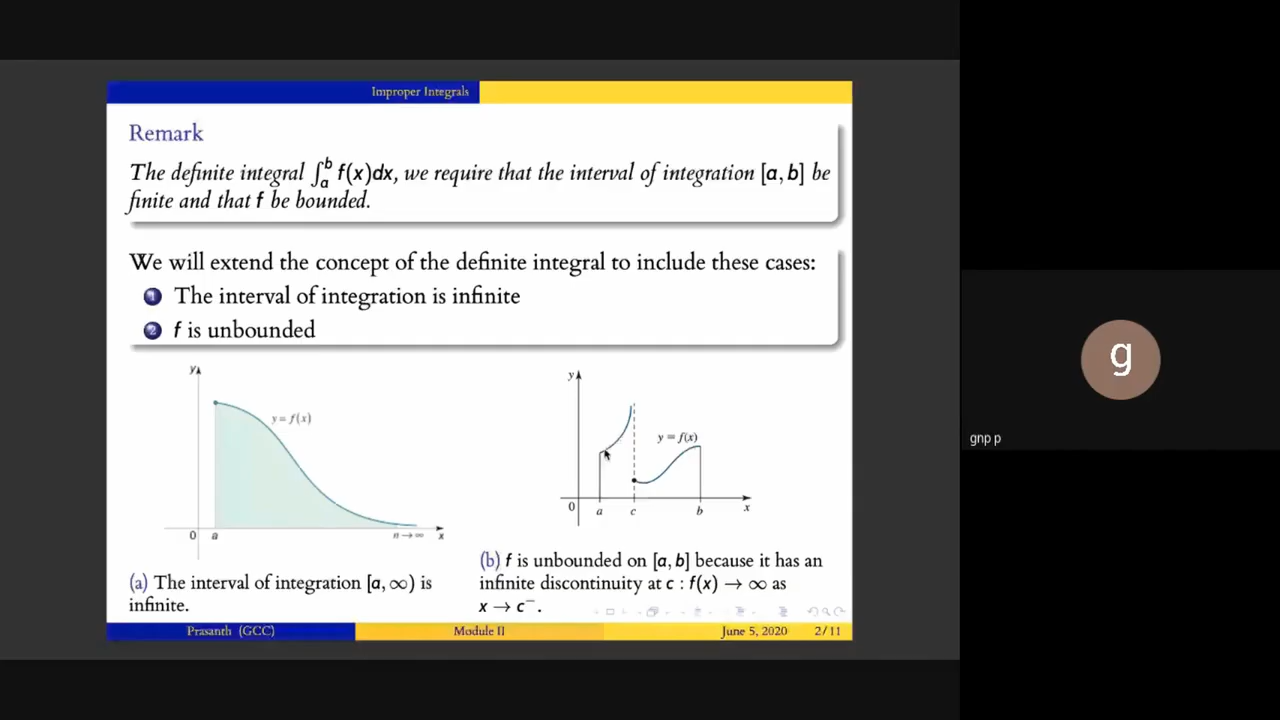 Improper Integrals
Remark
The definite integral ∫_a^b f(x)dx, we require that the interval of integration [a, b] be
finite and that f be bounded.
We will extend the concept of the definite integral to include these cases:
1 The interval of integration is infinite
2 f is unbounded
y
y = f(x)
0 a n→∞ x
(a) The interval of integration [a, ∞) is
infinite.
y
y = f(x)
0 a c b x
(b) f is unbounded on [a, b] because it has an
infinite discontinuity at c : f(x) → ∞ as
x → c⁻.
Prasanth (GCC) Module II June 5, 2020 2/11
g
gnp p